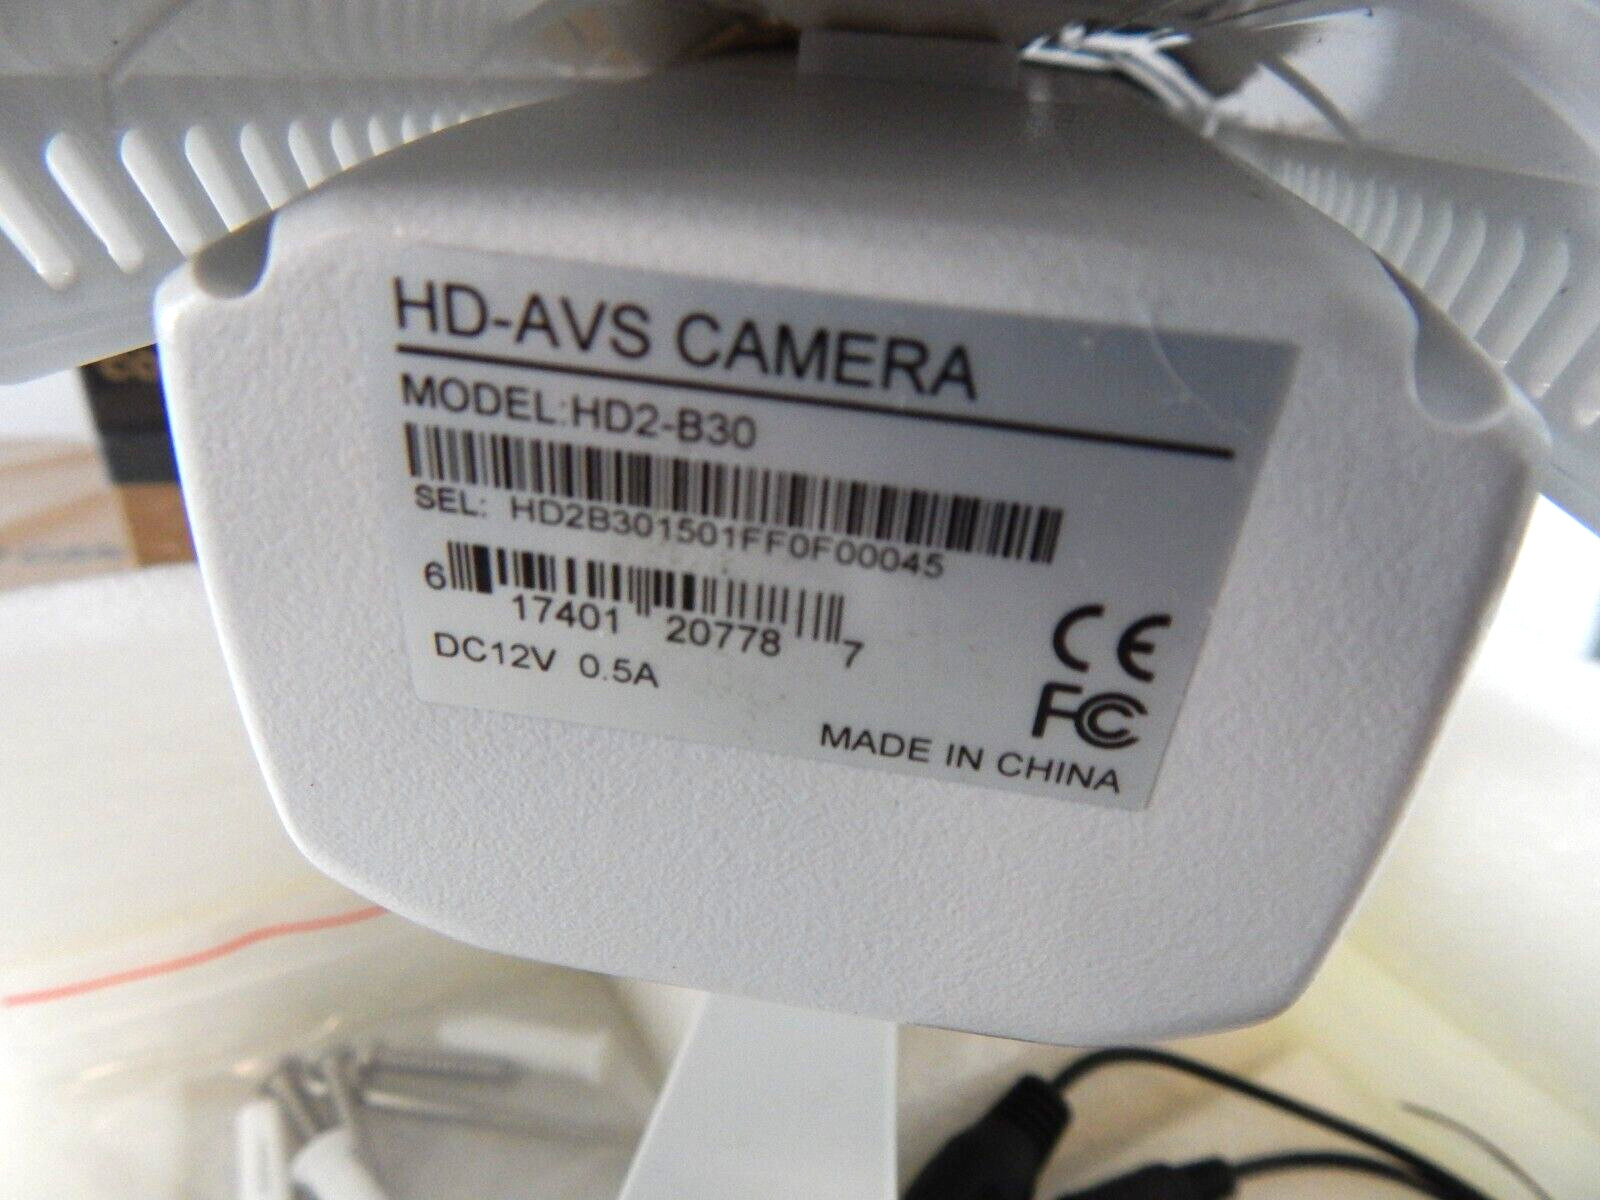 HD-AVS CAMERA
MODEL:HD2-B30
SEL: HD2B301501FF0F00045
6 17401 20778 7
DC12V 0.5A
CE
FC
MADE IN CHINA